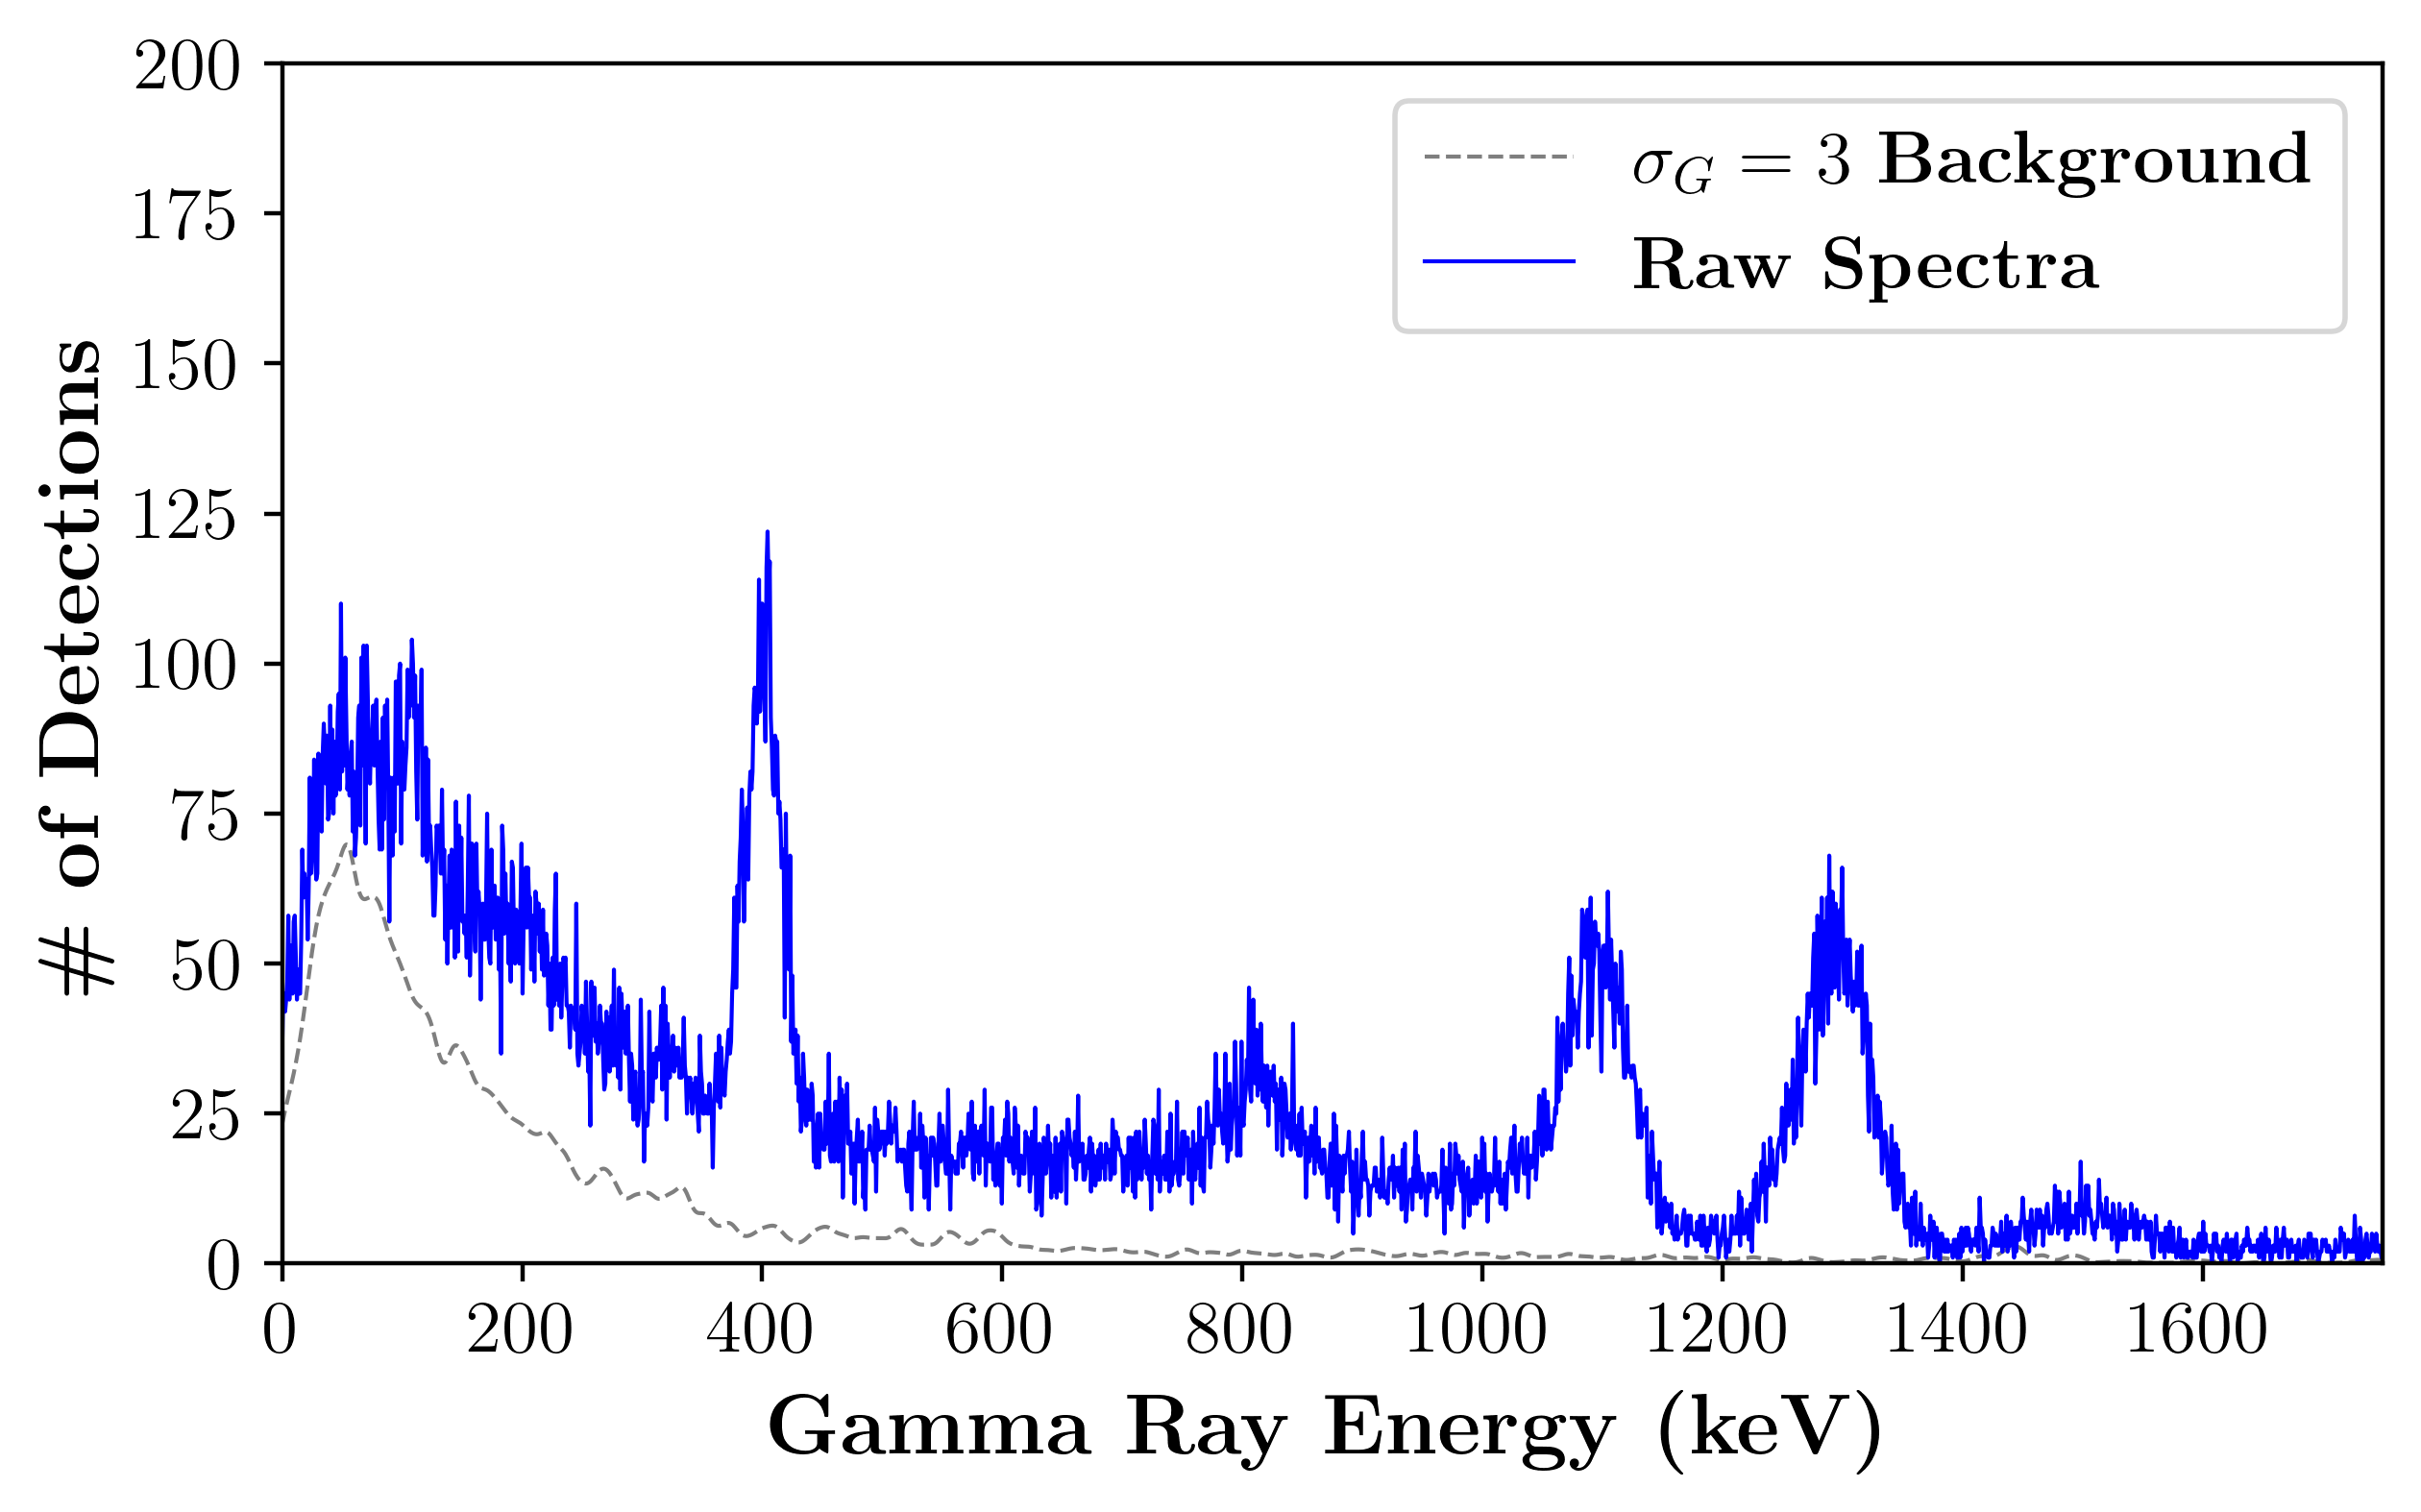 200
175
150
125
100
75
50
25
0
# of Detections
σ_G = 3 Background
Raw Spectra
0 200 400 600 800 1000 1200 1400 1600
Gamma Ray Energy (keV)